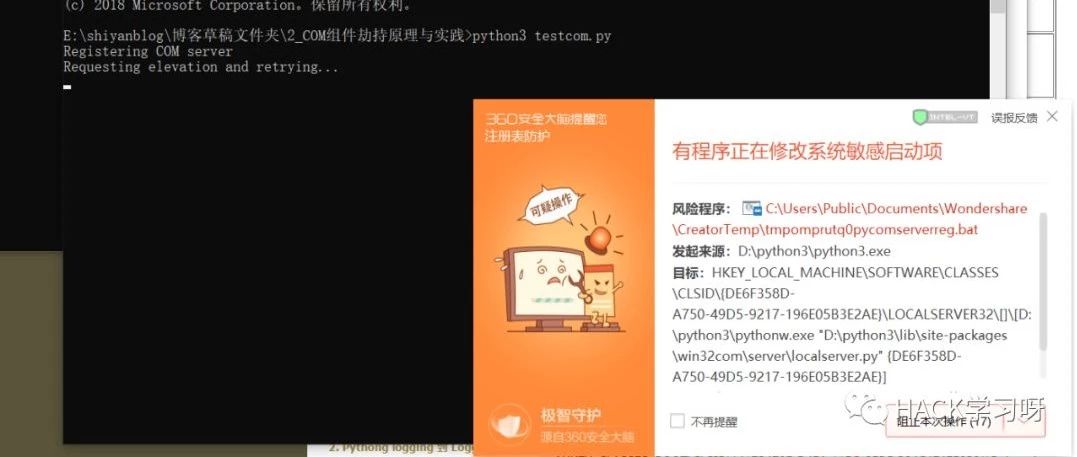 (c) 2018 Microsoft Corporation。保留所有权利。
E:\shiyanblog\博客草稿文件夹\2_COM组件劫持原理与实践>python3 testcom.py
Registering COM server
Requesting elevation and retrying...
360安全大脑提醒您
注册表防护
INTEL-VT
误报反馈
有程序正在修改系统敏感启动项
可疑操作
风险程序： C:\Users\Public\Documents\Wondershare
\CreatorTemp\tmpomprutq0pycomserverreg.bat
发起来源：D:\python3\python3.exe
目标：HKEY_LOCAL_MACHINE\SOFTWARE\CLASSES
\CLSID\{DE6F358D-
A750-49D5-9217-196E05B3E2AE}\LOCALSERVER32\[]\[D:
\python3\pythonw.exe "D:\python3\lib\site-packages
\win32com\server\localserver.py" {DE6F358D-
A750-49D5-9217-196E05B3E2AE}]
极智守护
源自360安全大脑
不再提醒
阻止本次操作 (17)
HACK学习呀
2. Pythong logging 到